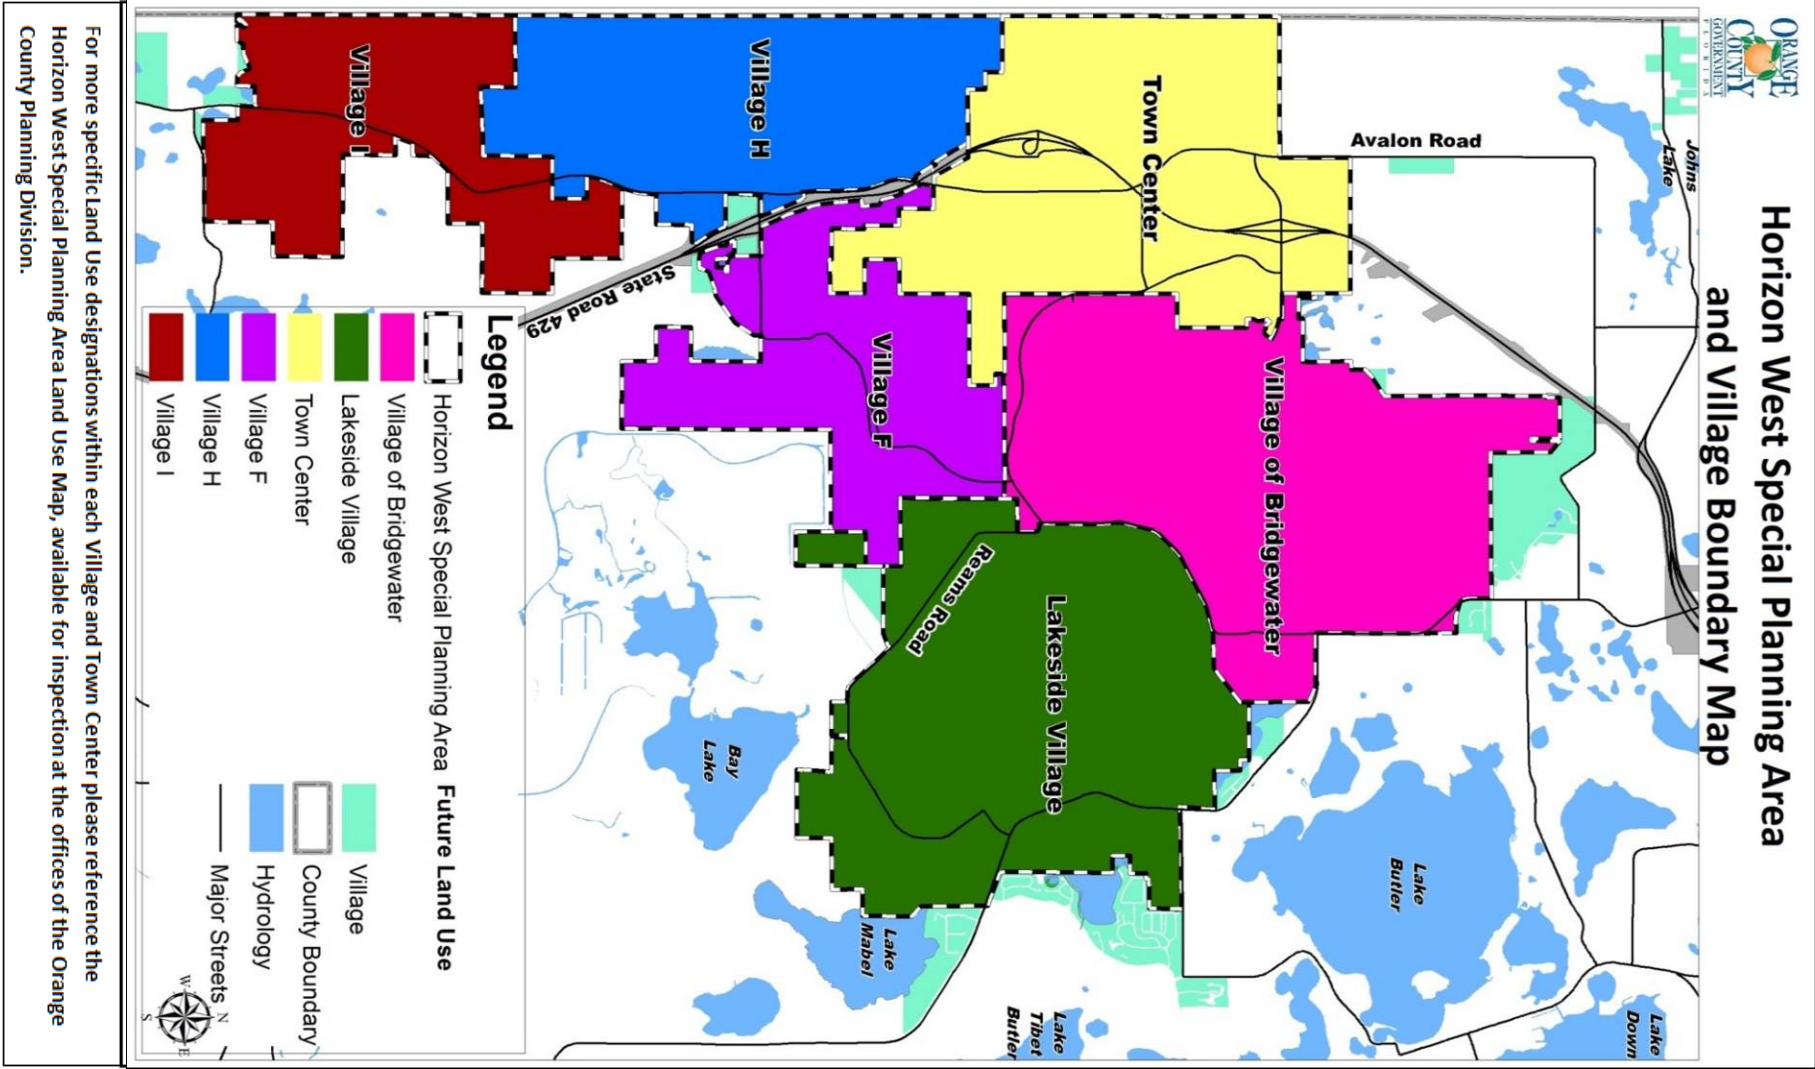 Horizon West Special Planning Area
and Village Boundary Map
ORANGE
COUNTY
GOVERNMENT
FLORIDA
Johns
Lake
Avalon Road
Lake
Down
Lake
Butler
Village of Bridgewater
Town Center
Lake
Tibet
Butler
Lakeside Village
Reams Road
Village F
Lake
Mabel
Village H
Bay
Lake
State Road 429
Village I
Legend
Horizon West Special Planning Area
Village of Bridgewater
Lakeside Village
Town Center
Village F
Village H
Village I
Future Land Use
Village
County Boundary
Hydrology
Major Streets
N
W
E
S
For more specific Land Use designations within each Village and Town Center please reference the
Horizon West Special Planning Area Land Use Map, available for inspection at the offices of the Orange
County Planning Division.